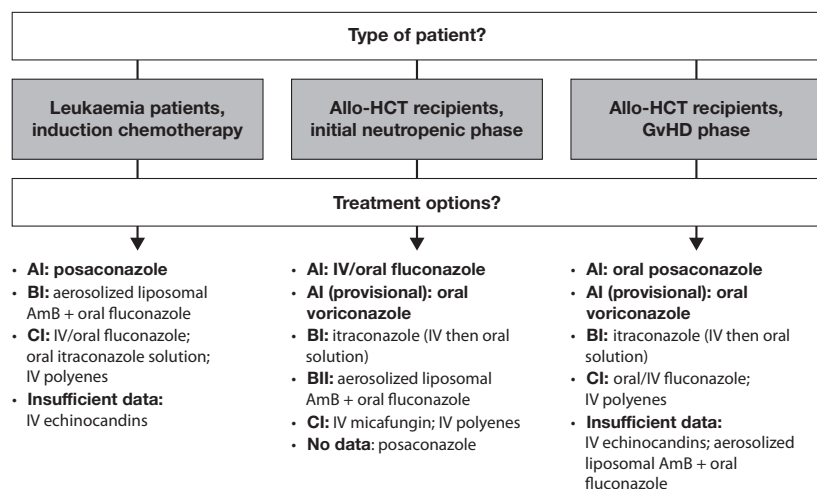 Type of patient?
Leukaemia patients,
induction chemotherapy
Allo-HCT recipients,
initial neutropenic phase
Allo-HCT recipients,
GvHD phase
Treatment options?
• AI: posaconazole
• BI: aerosolized liposomal
AmB + oral fluconazole
• CI: IV/oral fluconazole;
oral itraconazole solution;
IV polyenes
• Insufficient data:
IV echinocandins
• AI: IV/oral fluconazole
• AI (provisional): oral
voriconazole
• BI: itraconazole (IV then oral
solution)
• BII: aerosolized liposomal
AmB + oral fluconazole
• CI: IV micafungin; IV polyenes
• No data: posaconazole
• AI: oral posaconazole
• AI (provisional): oral
voriconazole
• BI: itraconazole (IV then oral
solution)
• CI: oral/IV fluconazole;
IV polyenes
• Insufficient data:
IV echinocandins; aerosolized
liposomal AmB + oral
fluconazole